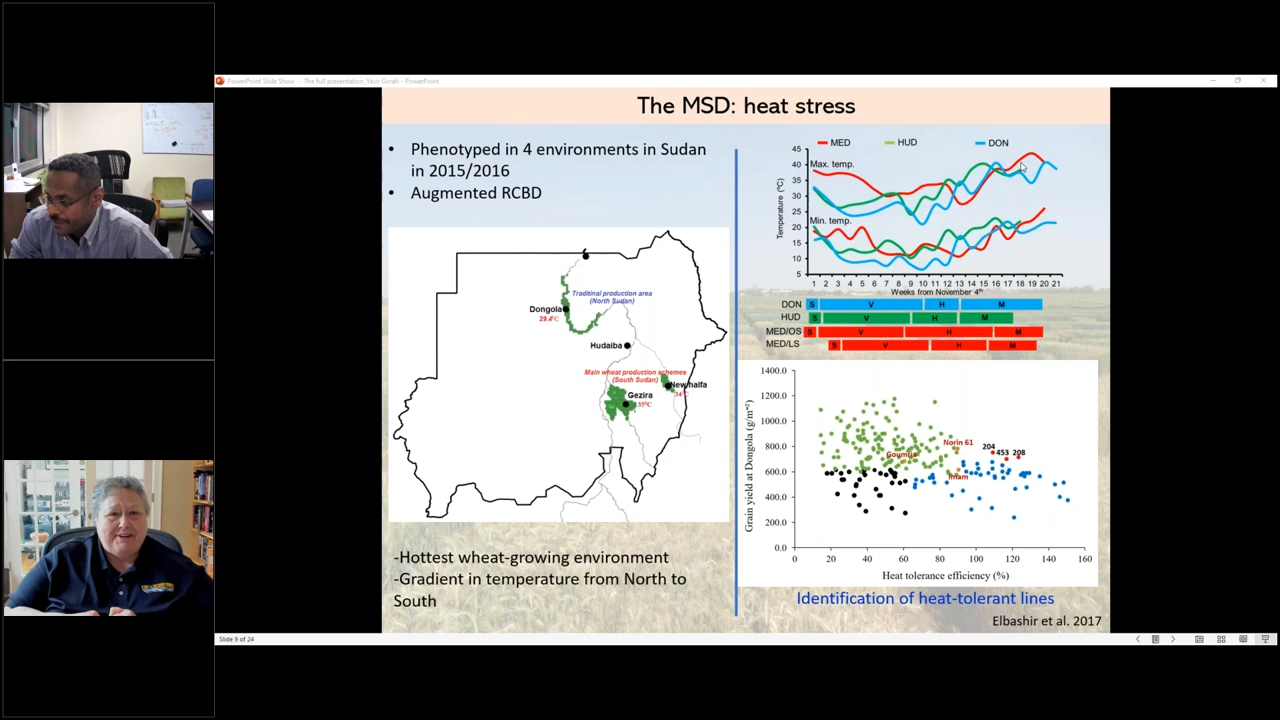 PowerPoint Slide Show - The full presentation_Yasir Gorafi - PowerPoint
The MSD: heat stress
• Phenotyped in 4 environments in Sudan
in 2015/2016
• Augmented RCBD
Traditinal production area
(North Sudan)
Dongola
29.4°C
Hudaiba
Main wheat production schemes
(South Sudan)
New halfa
34°C
Gezira
35°C
-Hottest wheat-growing environment
-Gradient in temperature from North to
South
MED HUD DON
Max. temp.
Min. temp.
Temperature (°C)
45
40
35
30
25
20
15
10
5
1 2 3 4 5 6 7 8 9 10 11 12 13 14 15 16 17 18 19 20 21
Weeks from November 4th
DON S V H M
HUD S V H M
MED/OS S V H M
MED/LS S V H M
Grain yield at Dongola (g/m⁻²)
1400.0
1200.0
1000.0
800.0
600.0
400.0
200.0
0.0
Norin 61
204
453 208
Goumria
Imam
0 20 40 60 80 100 120 140 160
Heat tolerance efficiency (%)
Identification of heat-tolerant lines
Elbashir et al. 2017
Slide 9 of 24